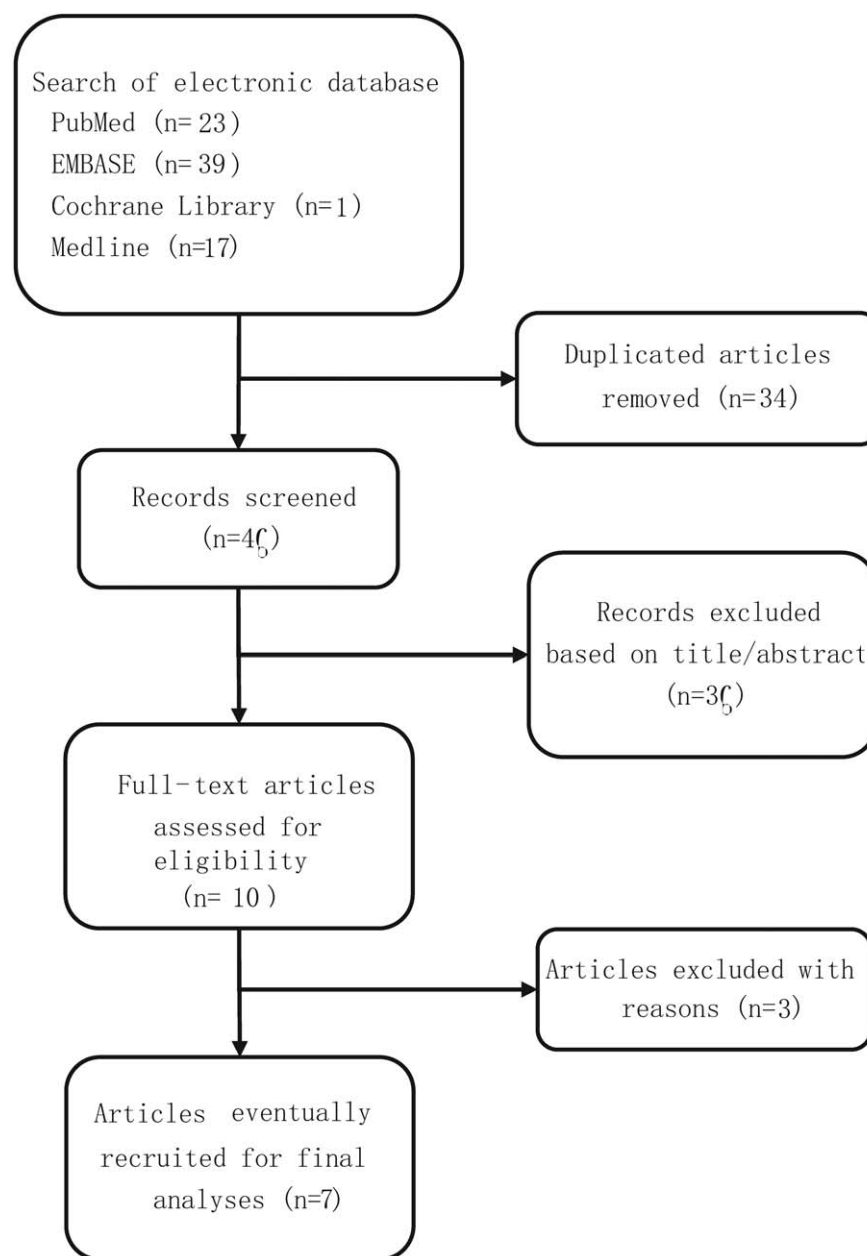 Search of electronic database
PubMed (n=23)
EMBASE (n=39)
Cochrane Library (n=1)
Medline (n=17)
Duplicated articles
removed (n=34)
Records screened
(n=46)
Records excluded
based on title/abstract
(n=36)
Full-text articles
assessed for
eligibility
(n= 10)
Articles excluded with
reasons (n=3)
Articles eventually
recruited for final
analyses (n=7)